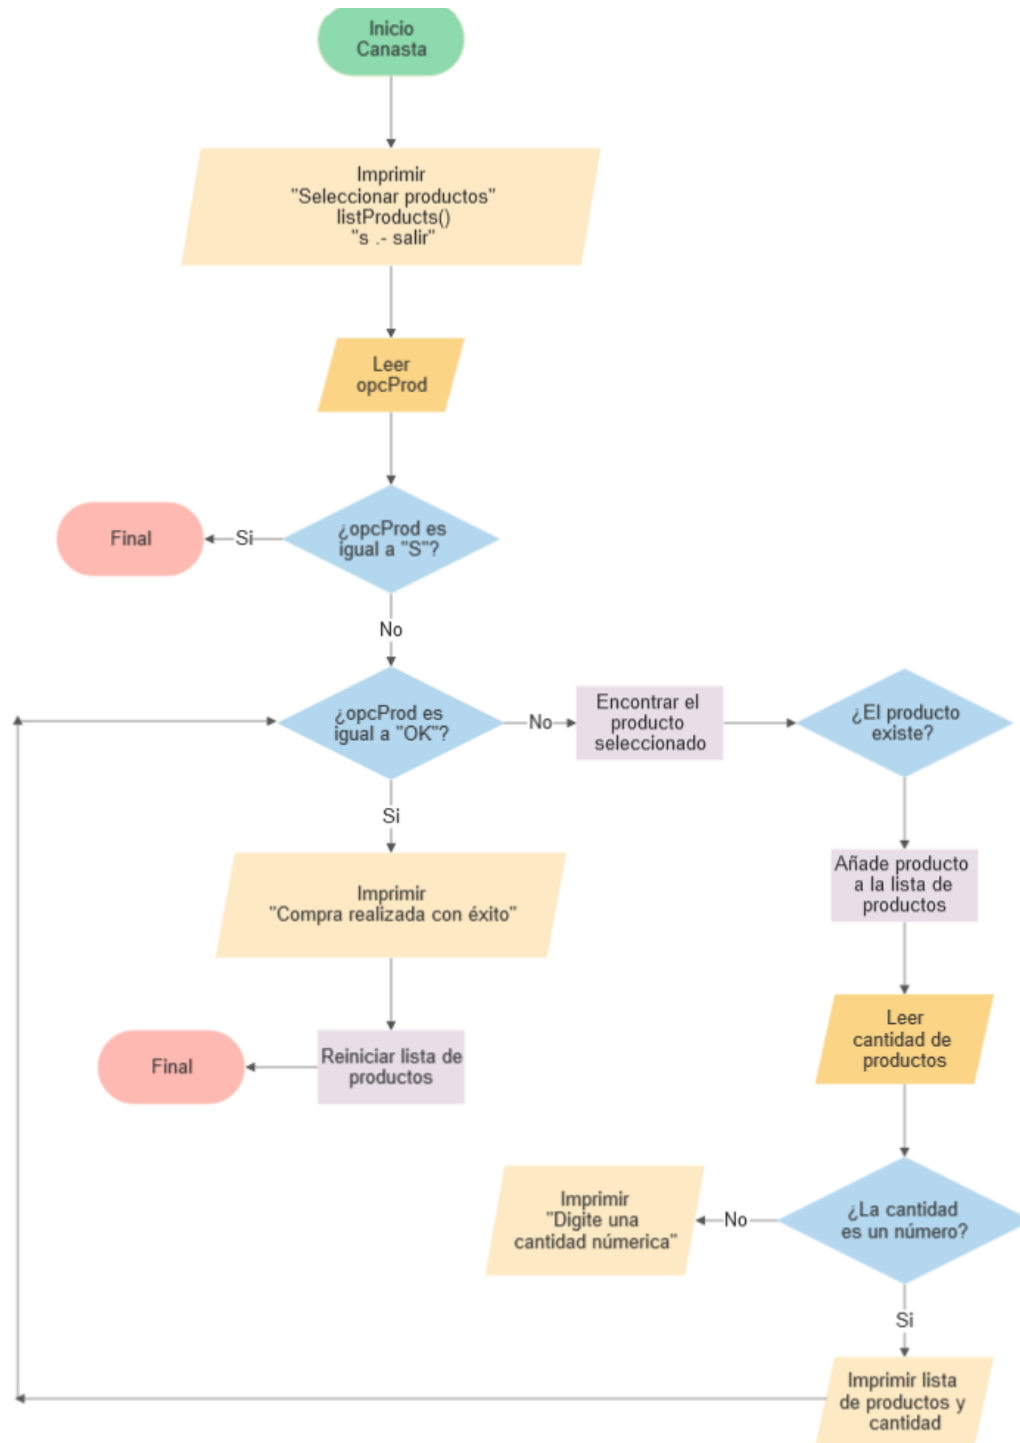 Inicio
Canasta
Imprimir
"Seleccionar productos"
listProducts()
"s .- salir"
Leer
opcProd
¿opcProd es
igual a "S"?
Si
Final
No
¿opcProd es
igual a "OK"?
No
Encontrar el
producto
seleccionado
¿El producto
existe?
Si
Imprimir
"Compra realizada con éxito"
Reiniciar lista de
productos
Final
Añade producto
a la lista de
productos
Leer
cantidad de
productos
¿La cantidad
es un número?
No
Imprimir
"Digite una
cantidad númerica"
Si
Imprimir lista
de productos y
cantidad